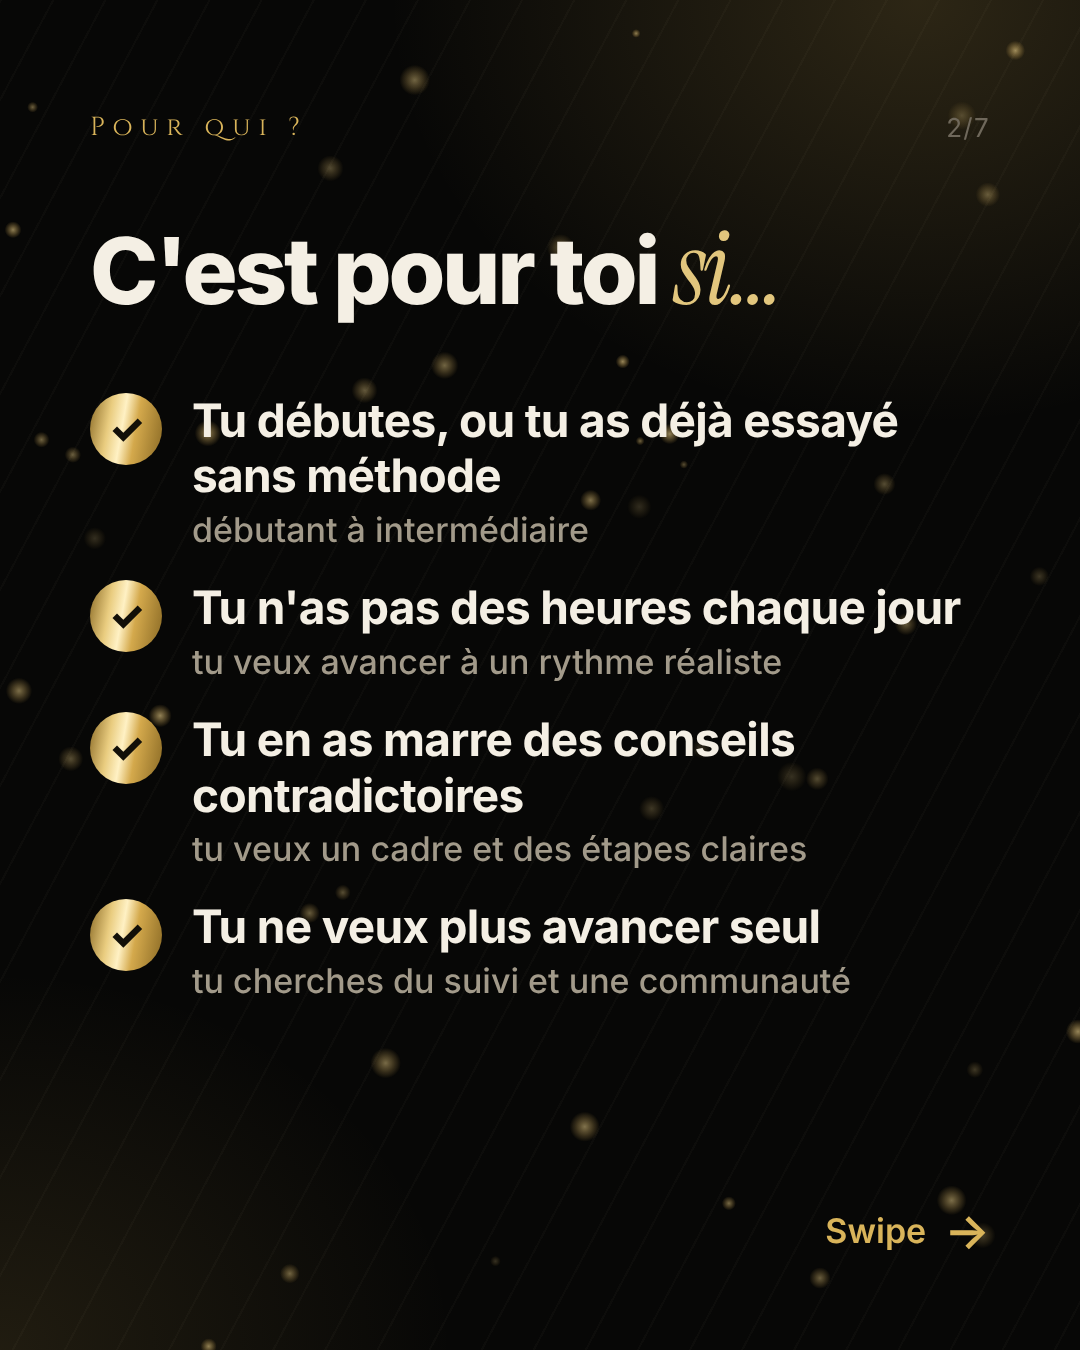 Pour qui ?
2/7
C'est pour toi si...
Tu débutes, ou tu as déjà essayé
sans méthode
débutant à intermédiaire
Tu n'as pas des heures chaque jour
tu veux avancer à un rythme réaliste
Tu en as marre des conseils
contradictoires
tu veux un cadre et des étapes claires
Tu ne veux plus avancer seul
tu cherches du suivi et une communauté
Swipe →